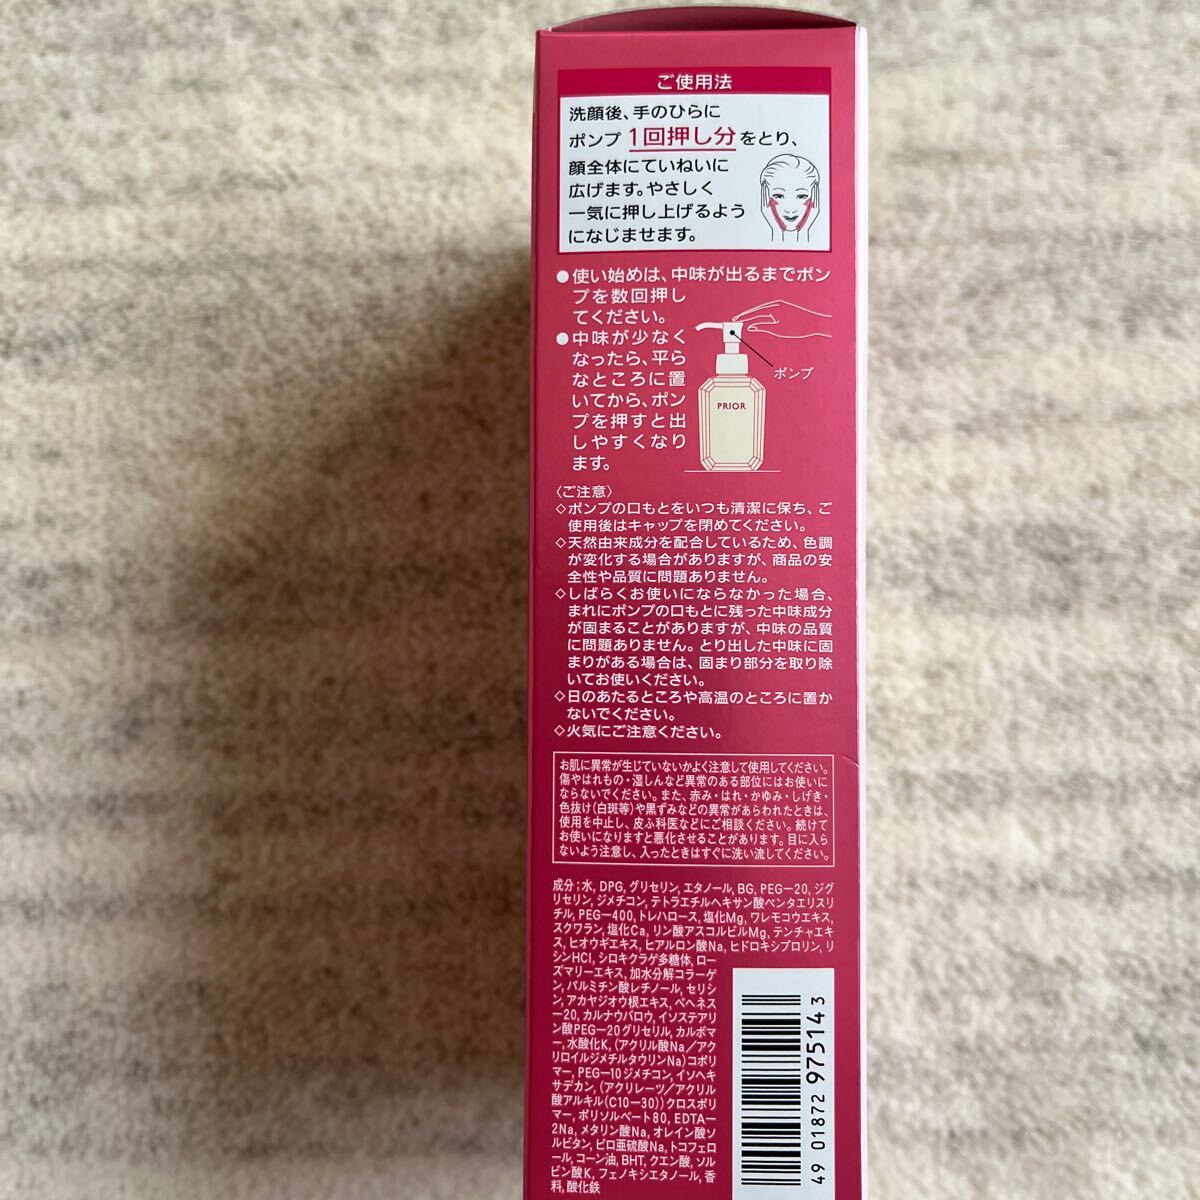 ご使用法
洗顔後、手のひらに
ポンプ 1回押し分をとり、
顔全体にていねいに
広げます。やさしく
一気に押し上げるよう
になじませます。
●使い始めは、中味が出るまでポン
プを数回押し
てください。
●中味が少なく
なったら、平ら
なところに置
いてから、ポン
プを押すと出
しやすくなり
ます。
ポンプ
PRIOR
〈ご注意〉
◇ポンプの口もとをいつも清潔に保ち、ご
使用後はキャップを閉めてください。
◇天然由来成分を配合しているため、色調
が変化する場合がありますが、商品の安
全性や品質に問題ありません。
◇しばらくお使いにならなかった場合、
まれにポンプの口もとに残った中味成分
が固まることがありますが、中味の品質
に問題ありません。とり出した中味に固
まりがある場合は、固まり部分を取り除
いてお使いください。
◇日のあたるところや高温のところに置か
ないでください。
◇火気にご注意ください。
お肌に異常が生じていないかよく注意して使用してください。
傷やはれもの・湿しんなど異常のある部位にはお使いに
ならないでください。また、赤み・はれ・かゆみ・しげき・
色抜け(白斑等)や黒ずみなどの異常があらわれたときは、
使用を中止し、皮ふ科医などにご相談ください。続けて
お使いになりますと悪化させることがあります。目に入ら
ないよう注意し、入ったときはすぐに洗い流してください。
成分;水, DPG, グリセリン, エタノール, BG, PEG-20, ジグ
リセリン, ジメチコン, テトラエチルヘキサン酸ペンタエリスリ
チル, PEG-400, トレハロース, 塩化Mg, ワレモコウエキス,
スクワラン, 塩化Ca, リン酸アスコルビルMg, テンチャエキ
ス, ヒオウギエキス, ヒアルロン酸Na, ヒドロキシプロリン, リ
シンHCl, シロキクラゲ多糖体, ロー
ズマリーエキス, 加水分解コラーゲ
ン, パルミチン酸レチノール, セリシ
ン, アカヤジオウ根エキス, ベヘネス
-20, カルナウバロウ, イソステアリ
ン酸PEG-20グリセリル, カルボマ
ー, 水酸化K, (アクリル酸Na/アク
リロイルジメチルタウリンNa)コポリ
マー, PEG-10ジメチコン, イソヘキ
サデカン, (アクリレーツ/アクリル
酸アルキル(C10-30))クロスポリ
マー, ポリソルベート80, EDTA-
2Na, メタリン酸Na, オレイン酸ソ
ルビタン, ピロ亜硫酸Na, トコフェロ
ール, コーン油, BHT, クエン酸, ソル
ビン酸K, フェノキシエタノール, 香
料, 酸化鉄
49 01872 975143